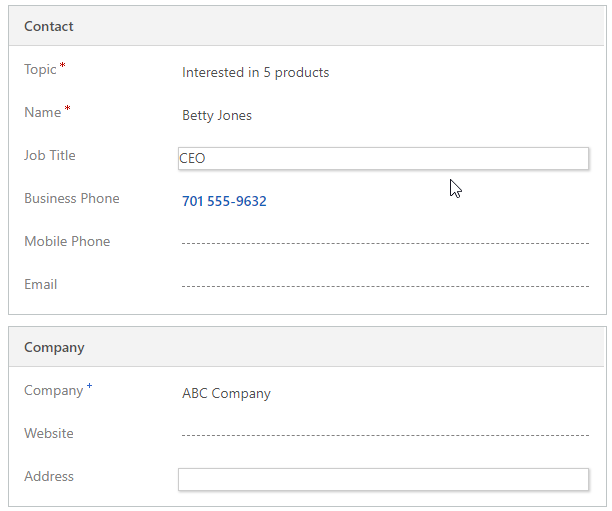 Contact
Topic *
Interested in 5 products
Name *
Betty Jones
Job Title
CEO
Business Phone
701 555-9632
Mobile Phone
Email
Company
Company +
ABC Company
Website
Address